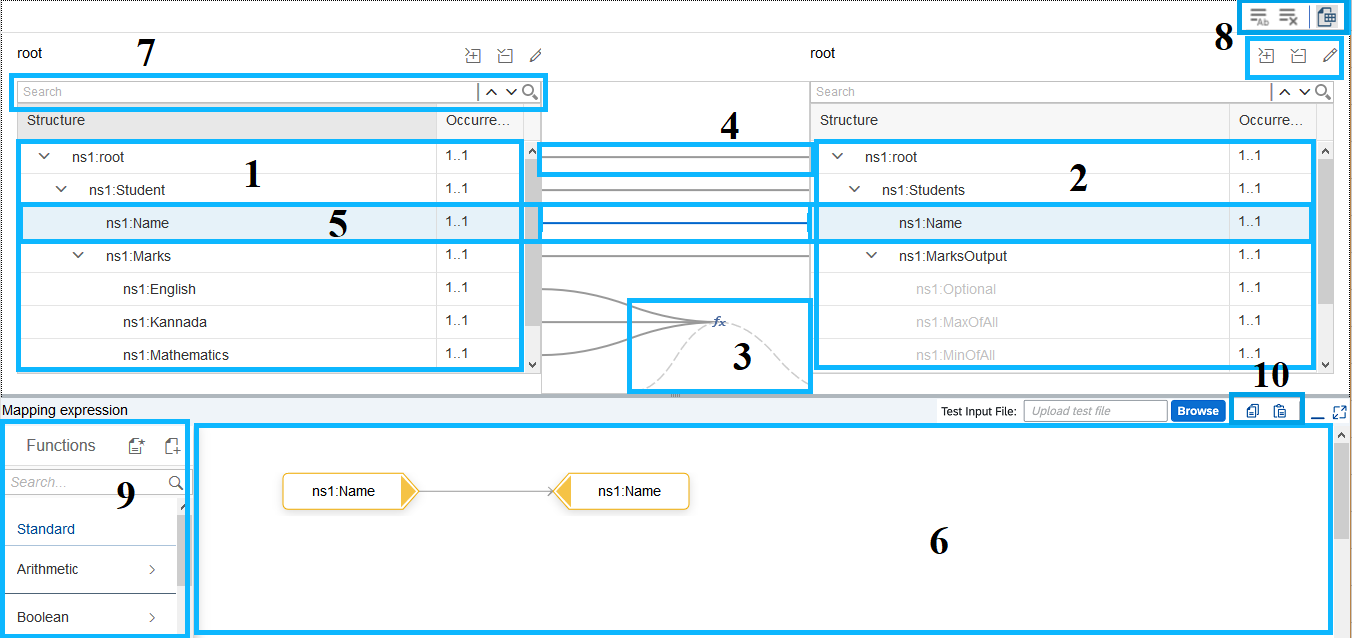 8
Ab
root
7
root
Search
Search
Structure
Occurre...
4
Structure
Occurre...
ns1:root
1..1
1
ns1:root
1..1
2
ns1:Student
1..1
ns1:Students
1..1
ns1:Name
5
1..1
ns1:Name
1..1
ns1:Marks
1..1
ns1:MarksOutput
1..1
ns1:English
1..1
ns1:Optional
1..1
ns1:Kannada
1..1
fx
ns1:MaxOfAll
1..1
ns1:Mathematics
1..1
3
ns1:MinOfAll
1..1
10
Mapping expression
Test Input File:
Upload test file
Browse
Functions
Search...
9
Standard
Arithmetic
Boolean
ns1:Name
ns1:Name
6